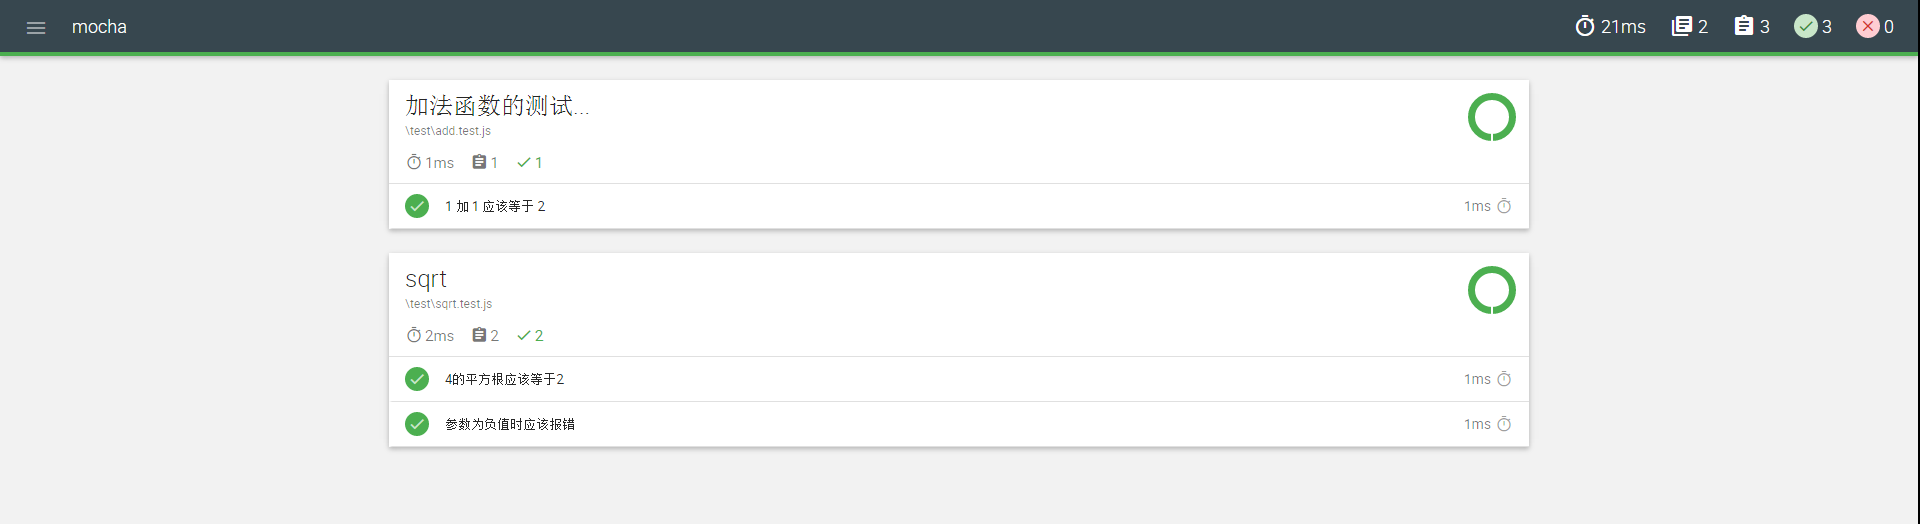 mocha 21ms 2 3 3 0
加法函数的测试...
\test\add.test.js
1ms 1 1
1 加 1 应该等于 2 1ms
sqrt
\test\sqrt.test.js
2ms 2 2
4的平方根应该等于2 1ms
参数为负值时应该报错 1ms